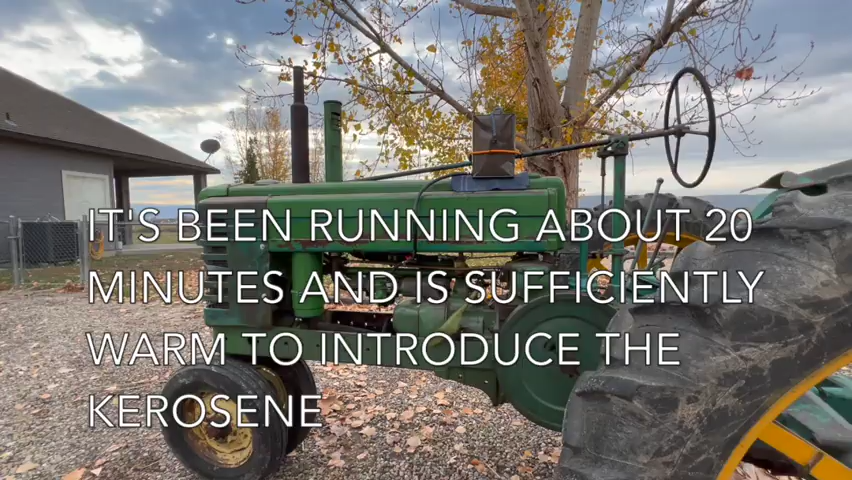 IT'S BEEN RUNNING ABOUT 20
MINUTES AND IS SUFFICIENTLY
WARM TO INTRODUCE THE
KEROSENE